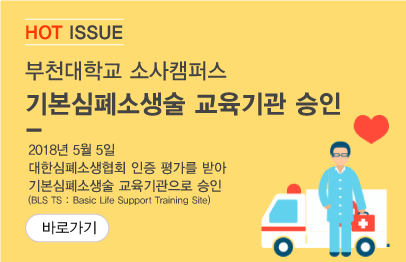 HOT ISSUE
부천대학교 소사캠퍼스
기본심폐소생술 교육기관 승인
2018년 5월 5일
대한심폐소생협회 인증 평가를 받아
기본심폐소생술 교육기관으로 승인
(BLS TS : Basic Life Support Training Site)
바로가기